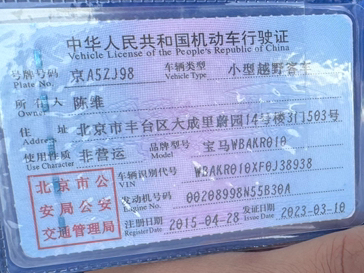 中华人民共和国机动车行驶证
Vehicle License of the People's Republic of China
号牌号码 京A5ZJ98 车辆类型 小型越野客车
Plate No. Vehicle Type
所有人 陈维
Owner
住址 北京市丰台区大成里蔚园14号楼3门1503号
Address
使用性质 非营运 品牌型号 宝马WBAKR010
Use Character Model
北京市公
安局公安
交通管理局
车辆识别代号 WBAKR010XF0J38938
VIN
发动机号码 00208998N55B30A
Engine No.
注册日期 2015-04-28 发证日期 2023-03-10
Register Date Issue Date